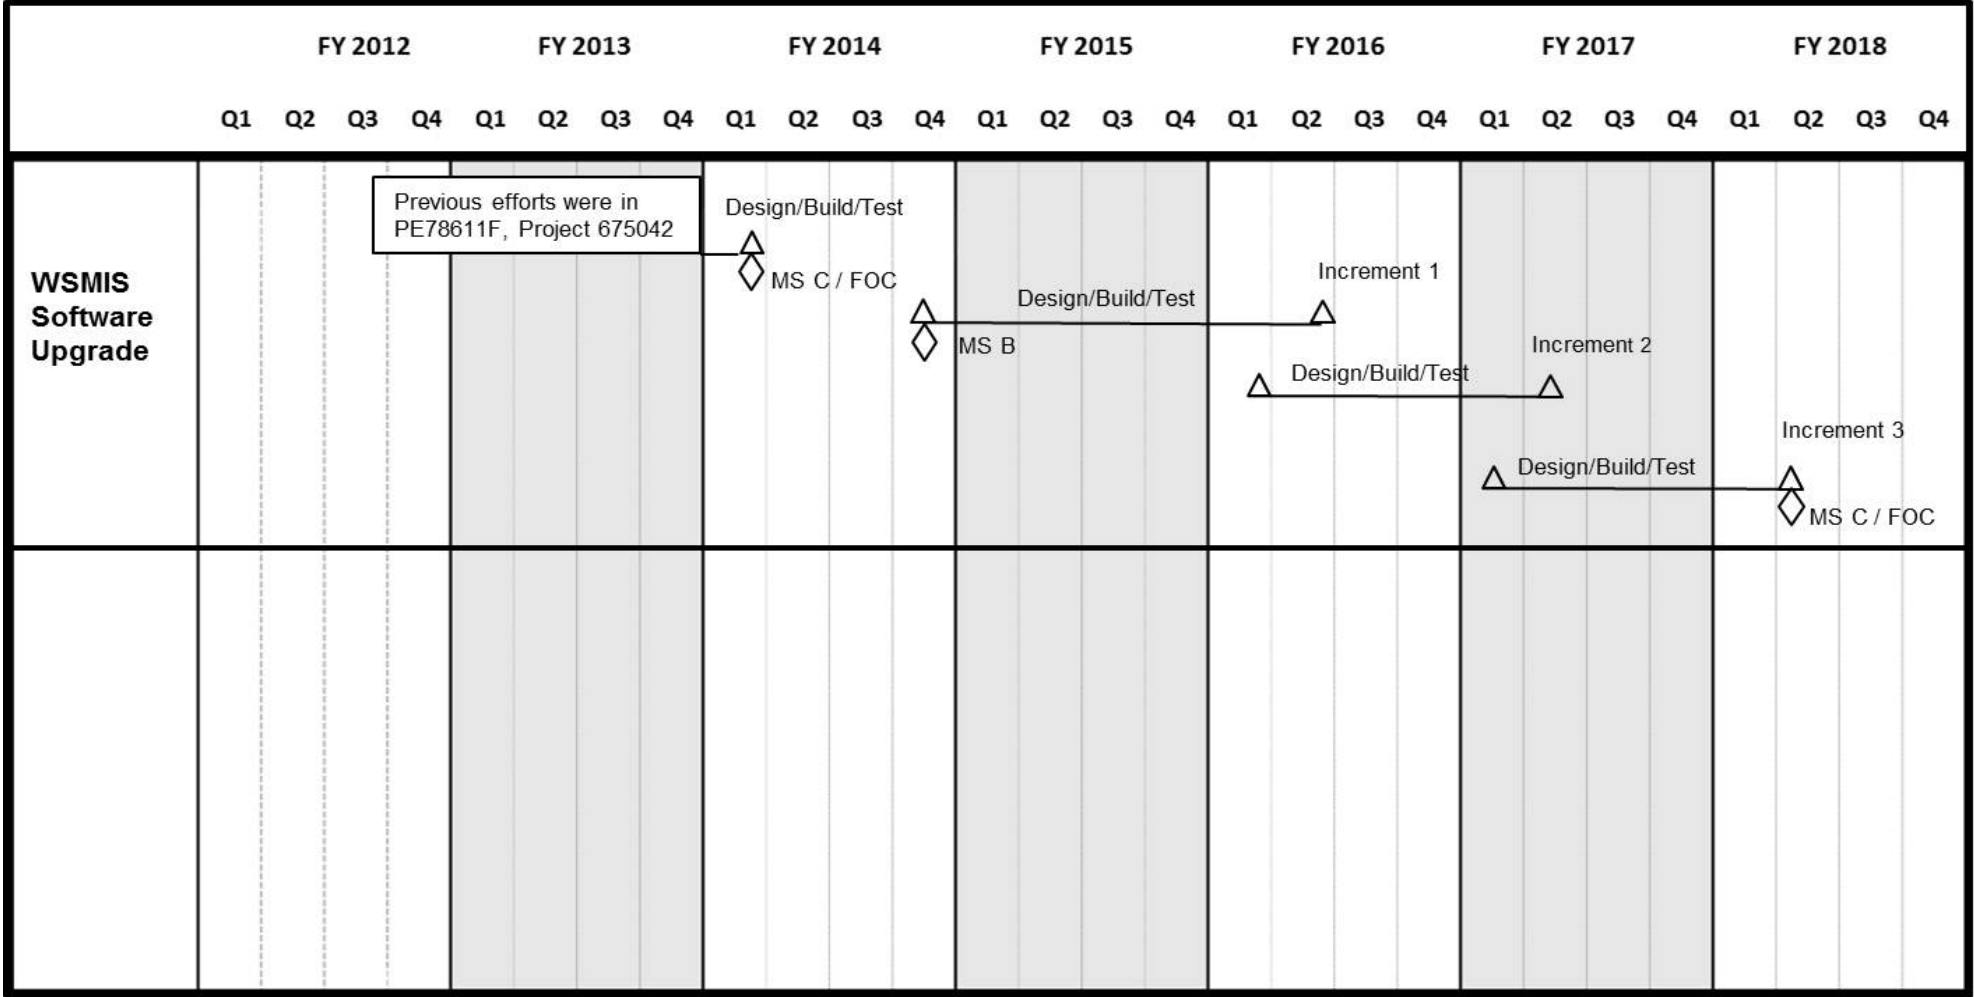 FY 2012 FY 2013 FY 2014 FY 2015 FY 2016 FY 2017 FY 2018
Q1 Q2 Q3 Q4 Q1 Q2 Q3 Q4 Q1 Q2 Q3 Q4 Q1 Q2 Q3 Q4 Q1 Q2 Q3 Q4 Q1 Q2 Q3 Q4 Q1 Q2 Q3 Q4
WSMIS
Software
Upgrade
Previous efforts were in
PE78611F, Project 675042
Design/Build/Test
MS C / FOC
Design/Build/Test
Increment 1
MS B
Design/Build/Test
Increment 2
Design/Build/Test
Increment 3
MS C / FOC